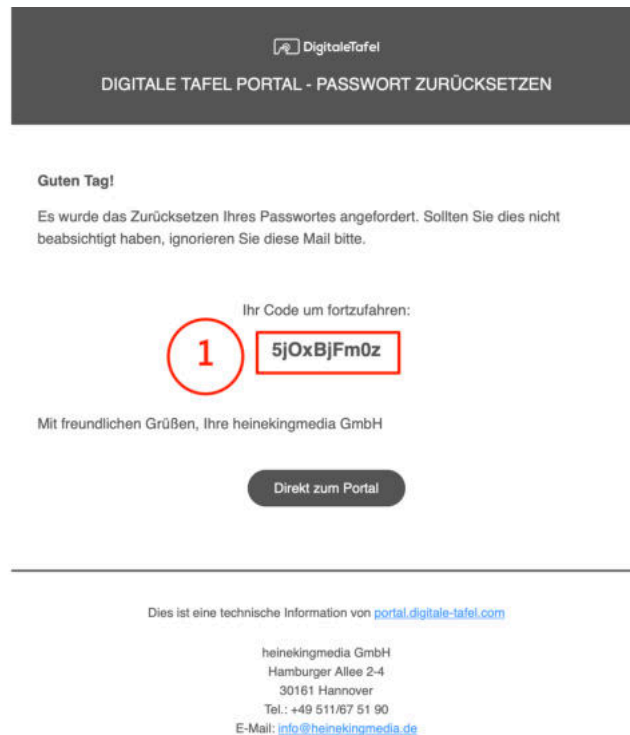 DigitaleTafel
DIGITALE TAFEL PORTAL - PASSWORT ZURÜCKSETZEN
Guten Tag!
Es wurde das Zurücksetzen Ihres Passwortes angefordert. Sollten Sie dies nicht
beabsichtigt haben, ignorieren Sie diese Mail bitte.
Ihr Code um fortzufahren:
1
5jOxBjFm0z
Mit freundlichen Grüßen, Ihre heinekingmedia GmbH
Direkt zum Portal
Dies ist eine technische Information von portal.digitale-tafel.com
heinekingmedia GmbH
Hamburger Allee 2-4
30161 Hannover
Tel.: +49 511/67 51 90
E-Mail: info@heinekingmedia.de